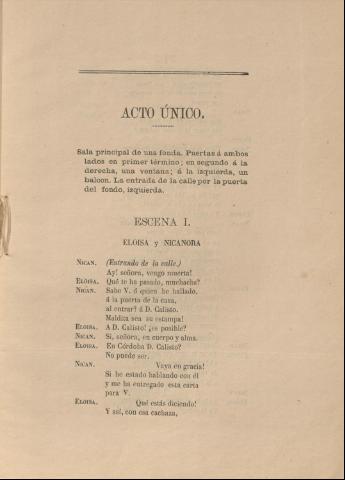 ACTO ÚNICO.
Sala principal de una fonda. Puertas á ambos
lados en primer término; en segundo á la
derecha, una ventana; á la izquierda, un
balcon. La entrada de la calle por la puerta
del fondo, izquierda.
ESCENA I.
ELOISA y NICANORA
NICAN. (Entrando de la calle.)
Ay! señora, vengo muerta!
ELOISA. Qué te ha pasado, muchacha?
NICAN. Sabe V. á quien he hallado,
á la puerta de la casa,
al entrar? á D. Calisto.
Maldita sea su estampa!
ELOISA. A D. Calisto! ¿es posible?
NICAN. Si, señora, en cuerpo y alma.
ELOISA. En Córdoba D. Calisto?
No puede ser.
NICAN. Vaya en gracia!
Si he estado hablando con él
y me ha entregado esta carta
para V.
ELOISA. Qué estás diciendo!
Y así, con esa cachaza,